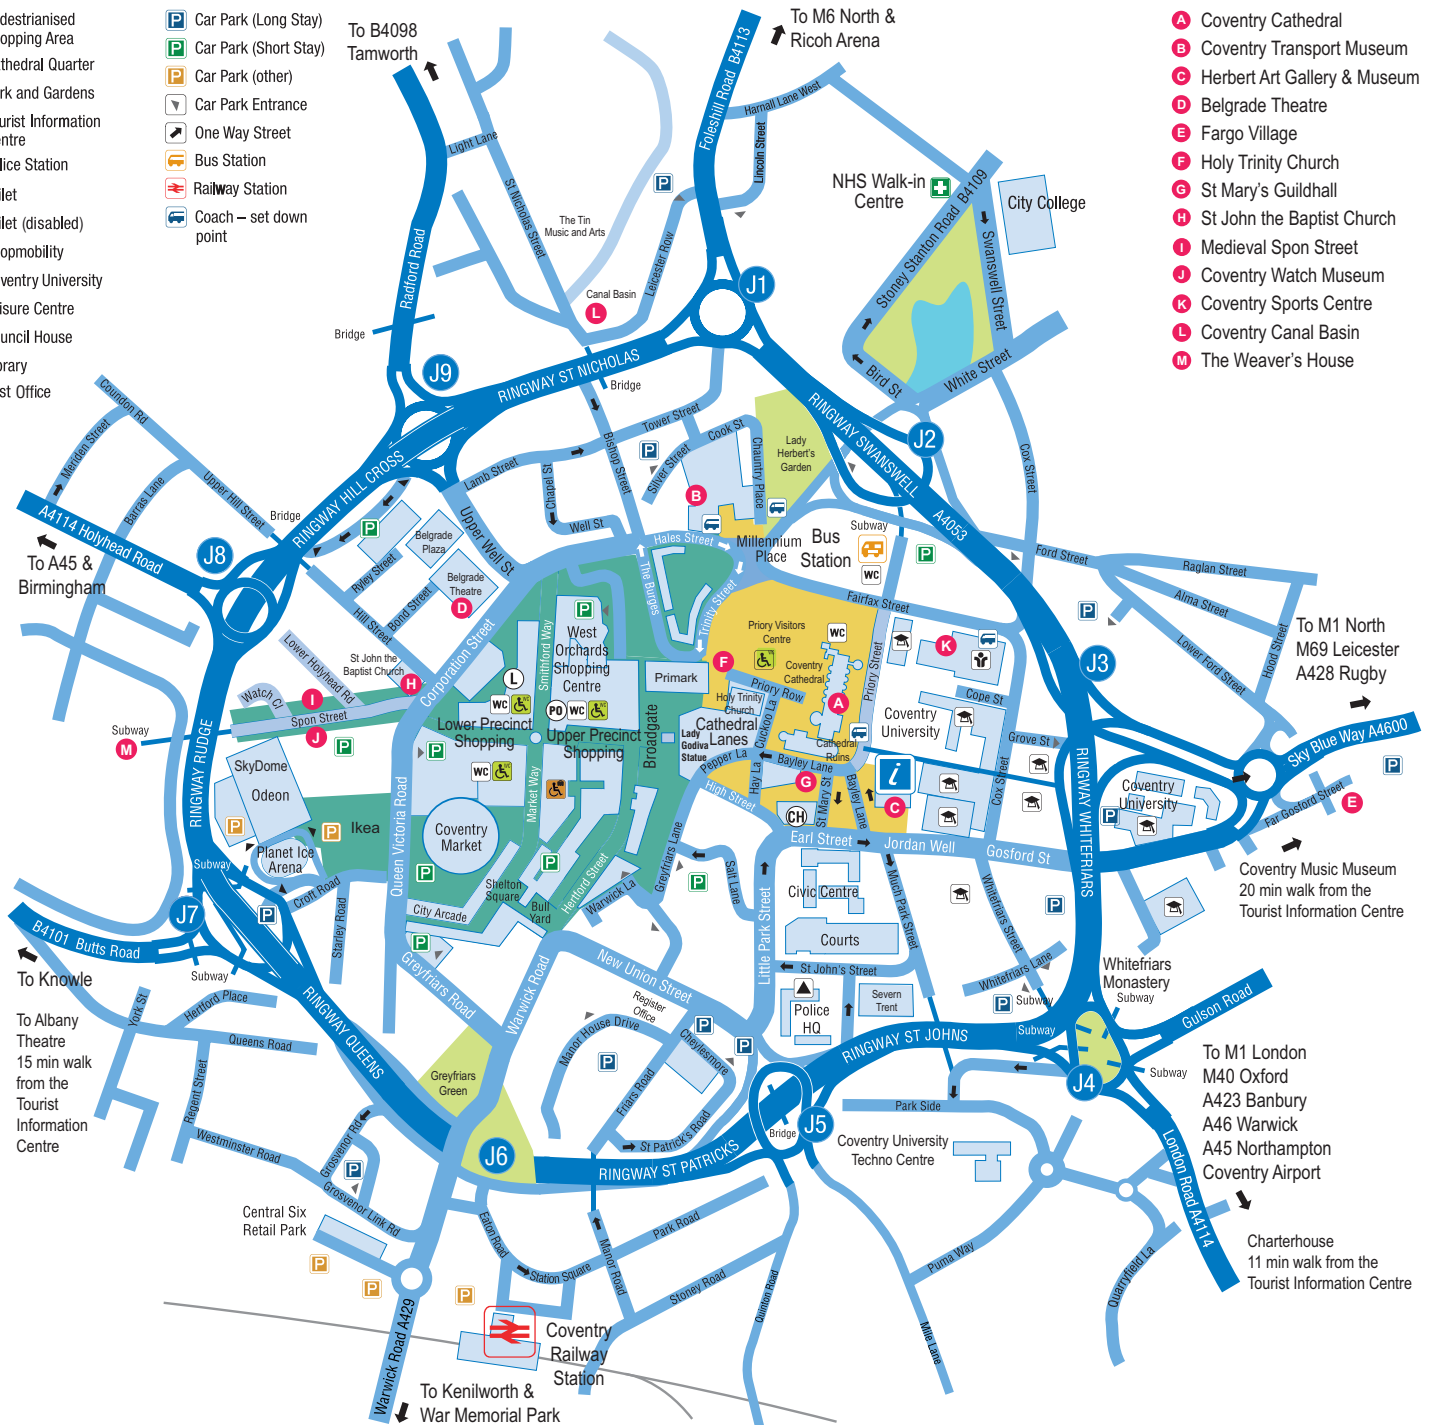 destrianised
opping Area
thedral Quarter
rk and Gardens
urist Information
entre
lice Station
ilet
ilet (disabled)
opmobility
ventry University
isure Centre
uncil House
brary
st Office
Car Park (Long Stay)
Car Park (Short Stay)
Car Park (other)
Car Park Entrance
One Way Street
Bus Station
Railway Station
Coach – set down
point
A Coventry Cathedral
B Coventry Transport Museum
C Herbert Art Gallery & Museum
D Belgrade Theatre
E Fargo Village
F Holy Trinity Church
G St Mary's Guildhall
H St John the Baptist Church
I Medieval Spon Street
J Coventry Watch Museum
K Coventry Sports Centre
L Coventry Canal Basin
M The Weaver's House
To B4098
Tamworth
To M6 North &
Ricoh Arena
Foleshill Road B4113
Harnall Lane West
Lincoln Street
Light Lane
St Nicholas Street
The Tin
Music and Arts
Leicester Row
Canal Basin
L
Radford Road
Bridge
NHS Walk-in
Centre
City College
Stoney Stanton Road B4109
Swanswell Street
Bird St
White Street
J1
J2
J9
RINGWAY ST NICHOLAS
Bridge
RINGWAY SWANSWELL
A4053
Coundon Rd
Meriden Street
Barras Lane
Upper Hill Street
Bridge
RINGWAY HILL CROSS
A4114 Holyhead Road
To A45 &
Birmingham
J8
Lamb Street
Chapel St
Bishop Street
Tower Street
Silver Street
Cook St
Chauntry Place
Lady
Herbert's
Garden
B
Well St
Upper Well St
Hales Street
Millennium
Place
Bus
Station
Subway
WC
Cox Street
Ford Street
Raglan Street
Alma Street
Lower Ford Street
Hood Street
To M1 North
M69 Leicester
A428 Rugby
Belgrade
Plaza
Belgrade
Theatre
D
Ryley Street
Bond Street
Hill Street
St John the
Baptist Church
H
Lower Holyhead Rd
Watch Cl
I
Spon Street
J
Subway
M
Corporation Street
The Burges
Trinity Street
Fairfax Street
Priory Visitors
Centre
WC
Coventry
Cathedral
A
Priory Street
K
Cope St
J3
West
Orchards
Shopping
Centre
Smithford Way
Primark
F
Holy Trinity
Church
Priory Row
Cuckoo La
L
WC
PO WC
Lower Precinct
Shopping
Upper Precinct
Shopping
Broadgate
Lady
Godiva
Statue
Cathedral
Lanes
Cathedral
Ruins
Coventry
University
Grove St
Sky Blue Way A4600
Pepper La
Hay La
Bayley Lane
G
i
C
St Mary St
Bayley Lane
High Street
CH
Earl Street
Jordan Well
Gosford St
Cox Street
RINGWAY WHITEFRIARS
Coventry
University
Far Gosford Street
E
Coventry Music Museum
20 min walk from the
Tourist Information Centre
RINGWAY RUDGE
SkyDome
Odeon
Ikea
Planet Ice
Arena
Subway
Croft Road
Starley Road
Queen Victoria Road
WC
Coventry
Market
Market Way
Shelton
Square
Bull
Yard
Hertford Street
Warwick La
Greyfriars Lane
Salt Lane
City Arcade
Greyfriars Road
Little Park Street
Civic Centre
Courts
Much Park Street
St John's Street
Whitefriars Street
Whitefriars Lane
Subway
Whitefriars
Monastery
Subway
Police
HQ
Severn
Trent
J7
B4101 Butts Road
To Knowle
Subway
York St
Hertford Place
Queens Road
Regent Street
Westminster Road
To Albany
Theatre
15 min walk
from the
Tourist
Information
Centre
RINGWAY QUEENS
Warwick Road
New Union Street
Register
Office
Manor House Drive
Cheylesmore
Friars Road
St Patrick's Road
Greyfriars
Green
J6
RINGWAY ST PATRICKS
Bridge
J5
RINGWAY ST JOHNS
Subway
J4
Subway
Gulson Road
Park Side
Coventry University
Techno Centre
London Road A4114
To M1 London
M40 Oxford
A423 Banbury
A46 Warwick
A45 Northampton
Coventry Airport
Charterhouse
11 min walk from the
Tourist Information Centre
Grosvenor Rd
Grosvenor Link Rd
Central Six
Retail Park
Eaton Road
Station Square
Manor Road
Park Road
Stoney Road
Quinton Road
Mile Lane
Puma Way
Quarryfield La
Coventry
Railway
Station
Warwick Road A429
To Kenilworth &
War Memorial Park